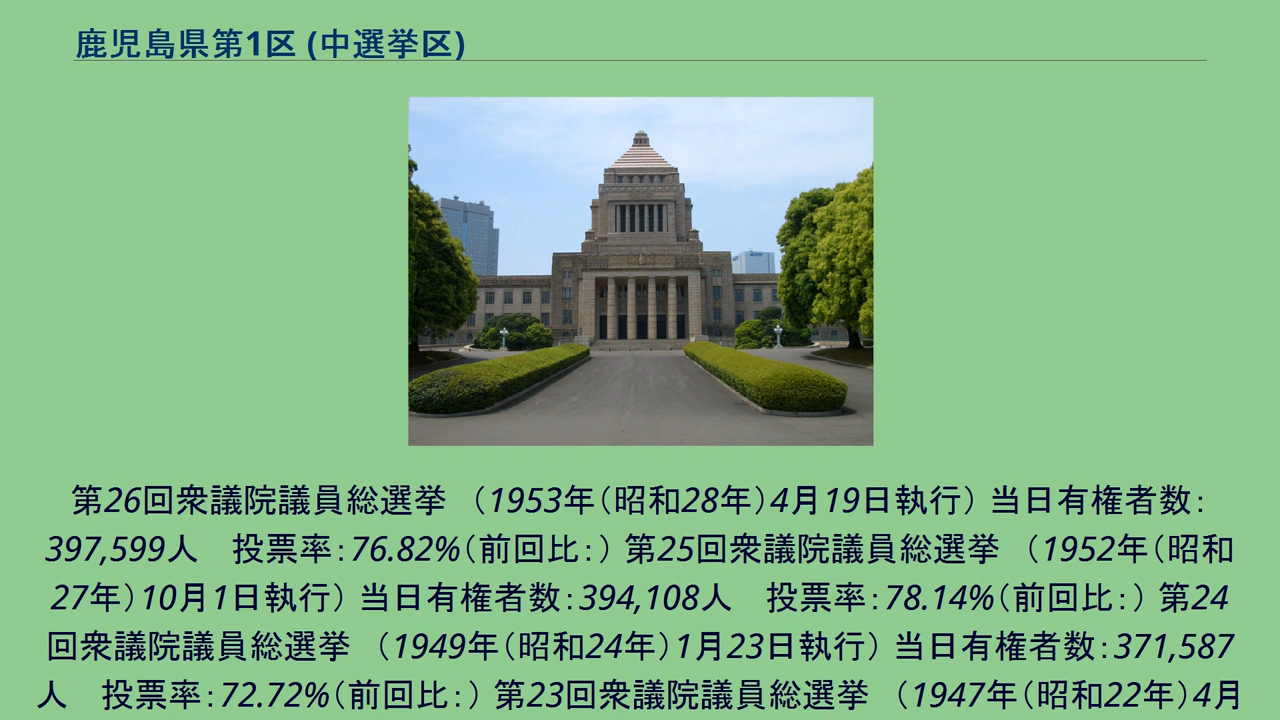 鹿児島県第1区 (中選挙区)
第26回衆議院議員総選挙　（1953年（昭和28年）4月19日執行） 当日有権者数：
397,599人　投票率：76.82%（前回比：） 第25回衆議院議員総選挙　（1952年（昭和
27年）10月1日執行） 当日有権者数：394,108人　投票率：78.14%（前回比：） 第24
回衆議院議員総選挙　（1949年（昭和24年）1月23日執行） 当日有権者数：371,587
人　投票率：72.72%（前回比：） 第23回衆議院議員総選挙　（1947年（昭和22年）4月